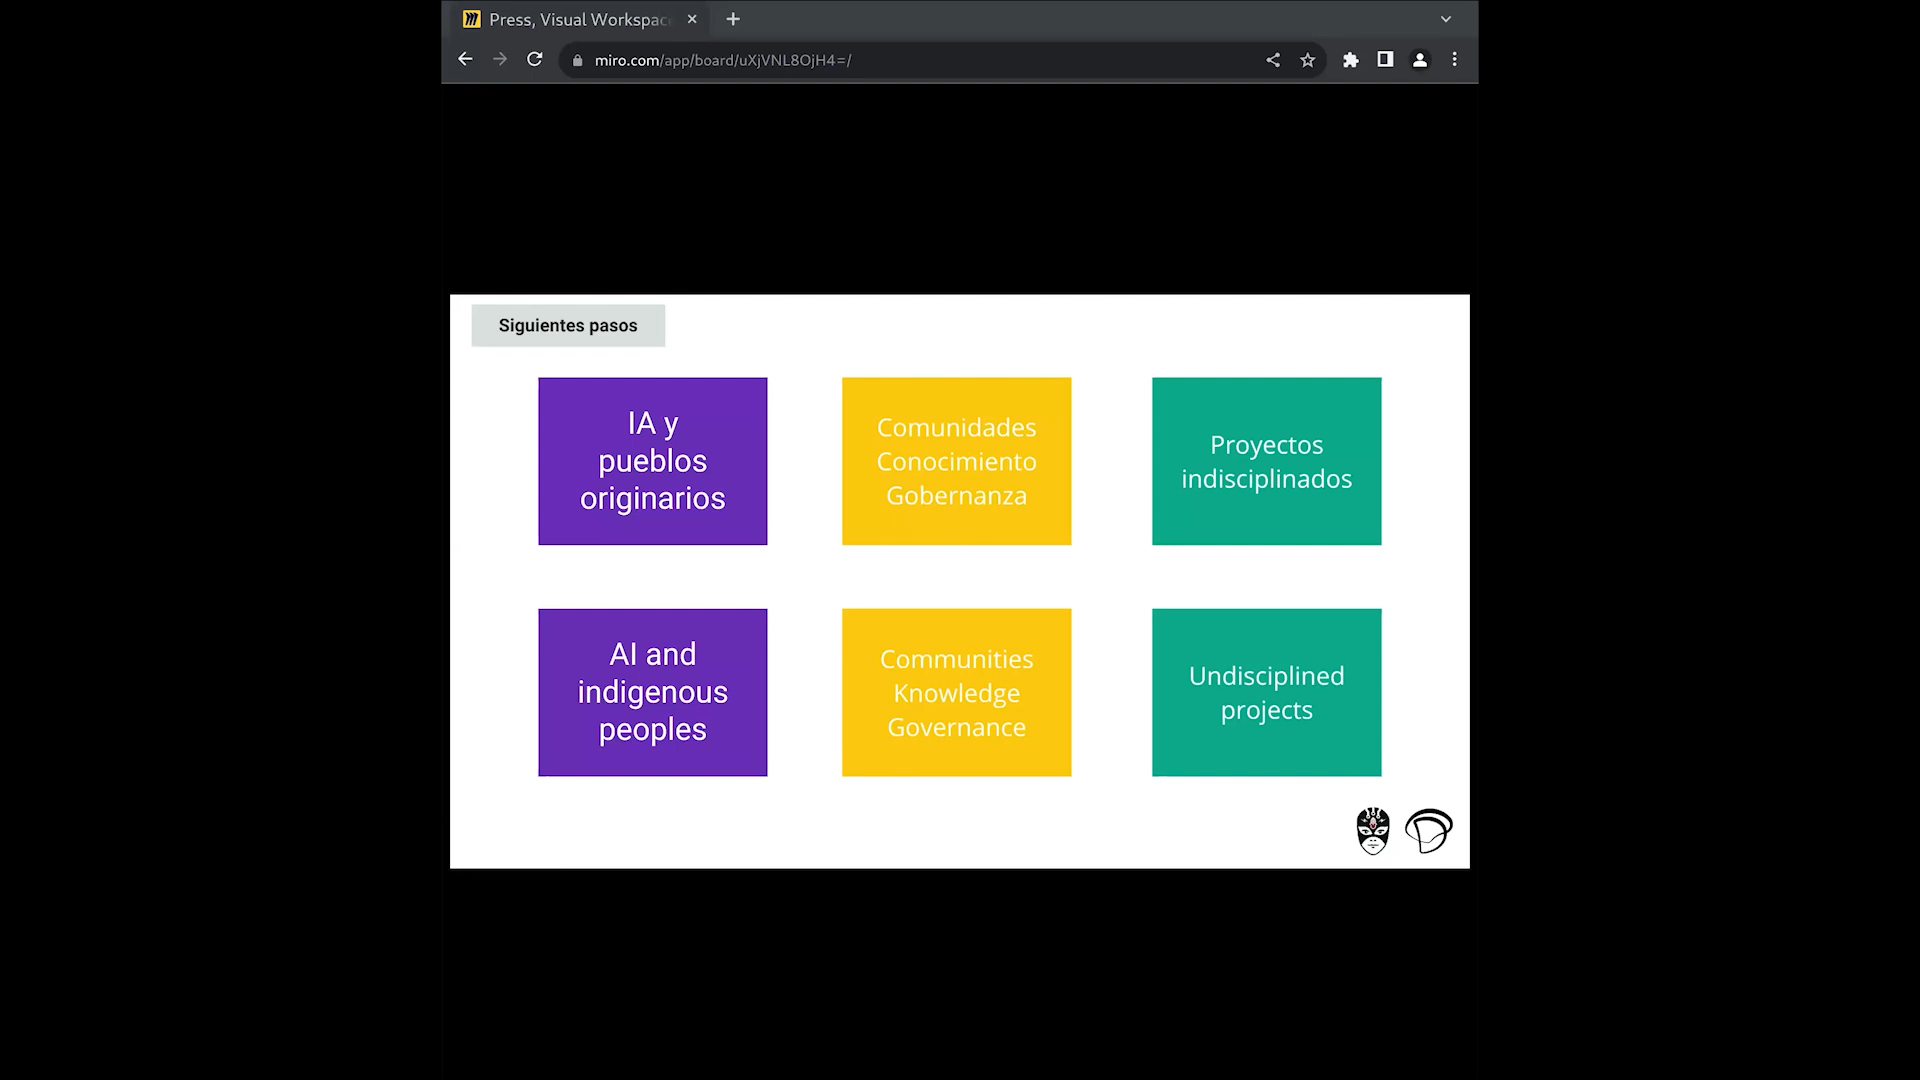 Press, Visual Workspac
miro.com/app/board/uXjVNL8OjH4=/
Siguientes pasos
IA y
pueblos
originarios
Comunidades
Conocimiento
Gobernanza
Proyectos
indisciplinados
AI and
indigenous
peoples
Communities
Knowledge
Governance
Undisciplined
projects